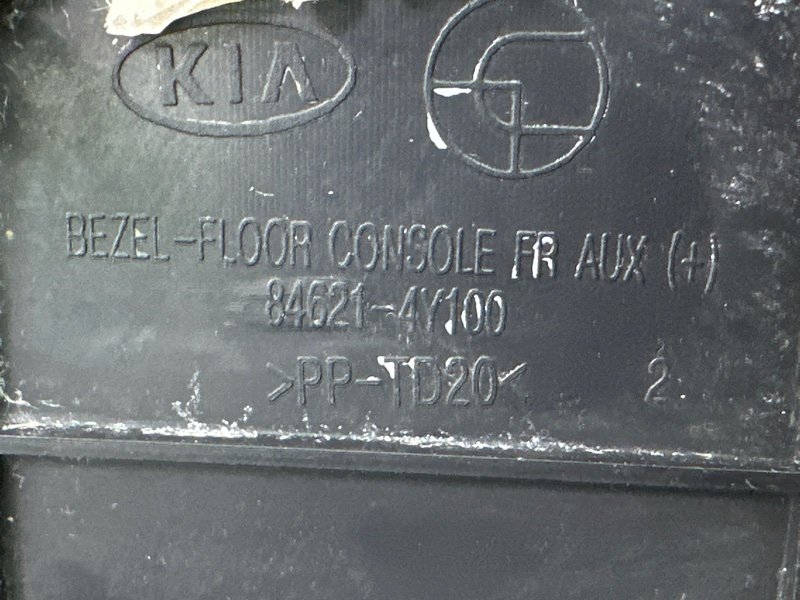 KIA
BEZEL-FLOOR CONSOLE FR AUX (+)
84621-4Y100
>PP-TD20<
2